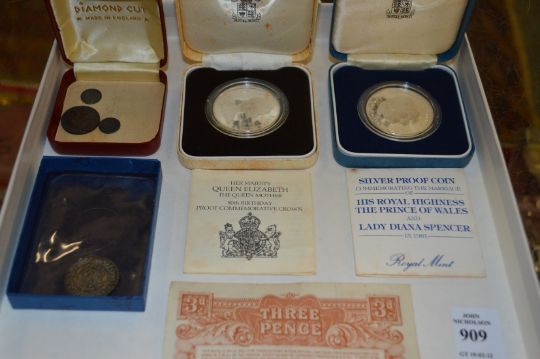 DIAMOND CUT
MADE IN ENGLAND
HER MAJESTY
QUEEN ELIZABETH
THE QUEEN MOTHER
80th BIRTHDAY
PROOF COMMEMORATIVE CROWN
SILVER PROOF COIN
COMMEMORATING THE MARRIAGE
OF
HIS ROYAL HIGHNESS
THE PRINCE OF WALES
AND
LADY DIANA SPENCER
IN 1981
Royal Mint
3d THREE 3d
PENCE
JOHN
NICHOLSON
909